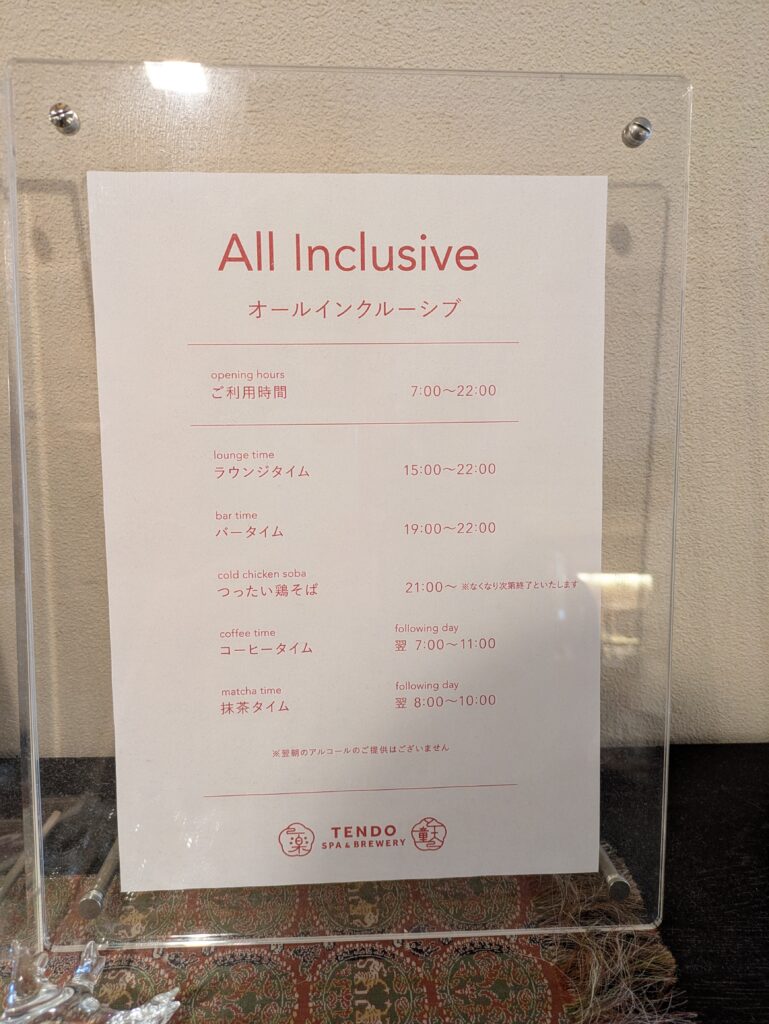 All Inclusive
オールインクルーシブ
opening hours
ご利用時間 7:00〜22:00
lounge time
ラウンジタイム 15:00〜22:00
bar time
バータイム 19:00〜22:00
cold chicken soba
つったい鶏そば 21:00〜 ※なくなり次第終了といたします
coffee time following day
コーヒータイム 翌 7:00〜11:00
matcha time following day
抹茶タイム 翌 8:00〜10:00
※翌朝のアルコールのご提供はございません
TENDO
SPA & BREWERY